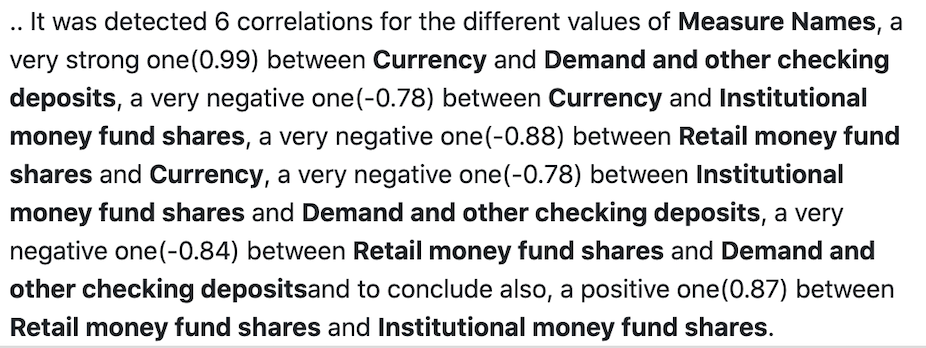 .. It was detected 6 correlations for the different values of Measure Names, a
very strong one(0.99) between Currency and Demand and other checking
deposits, a very negative one(-0.78) between Currency and Institutional
money fund shares, a very negative one(-0.88) between Retail money fund
shares and Currency, a very negative one(-0.78) between Institutional
money fund shares and Demand and other checking deposits, a very
negative one(-0.84) between Retail money fund shares and Demand and
other checking depositsand to conclude also, a positive one(0.87) between
Retail money fund shares and Institutional money fund shares.